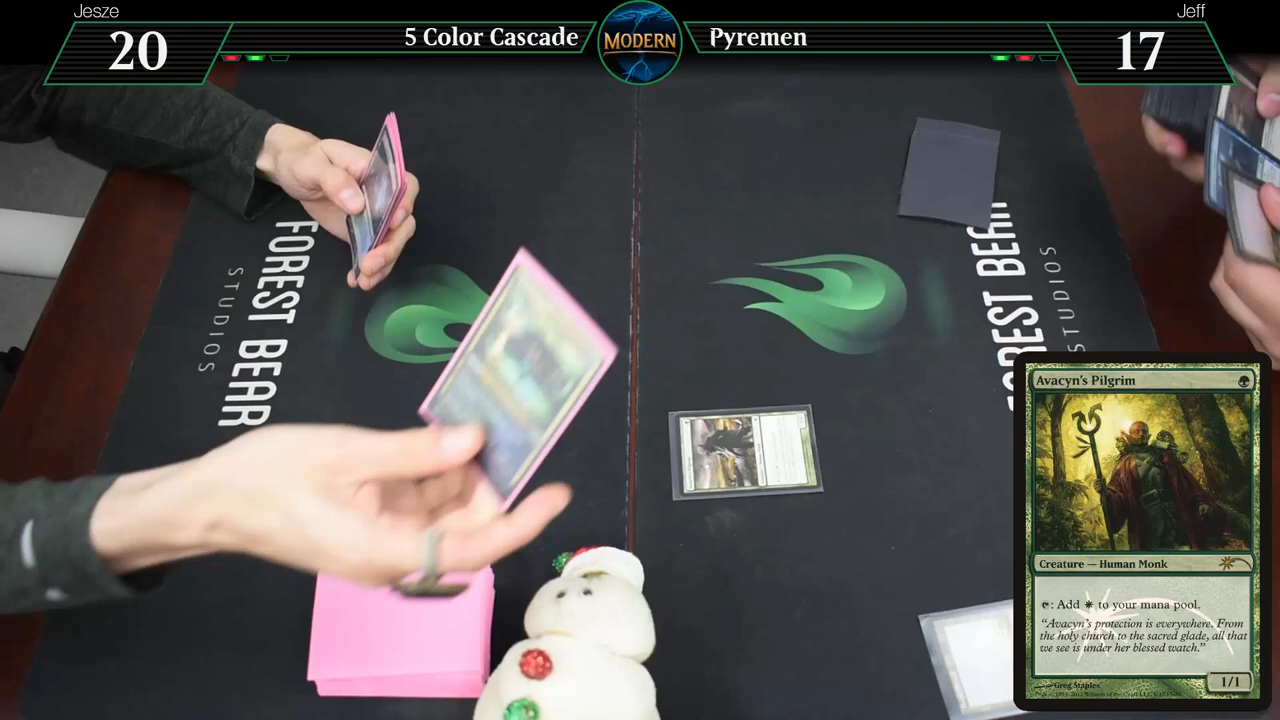 Jesze
Jeff
20
5 Color Cascade
MODERN
Pyremen
17
FOREST BEAR
STUDIOS
FOREST BEAR
STUDIOS
Avacyn's Pilgrim
Creature — Human Monk
: Add to your mana pool.
"Avacyn's protection is everywhere. From
the holy church to the sacred glade, all that
we see is under her blessed watch."
Greg Staples
1/1